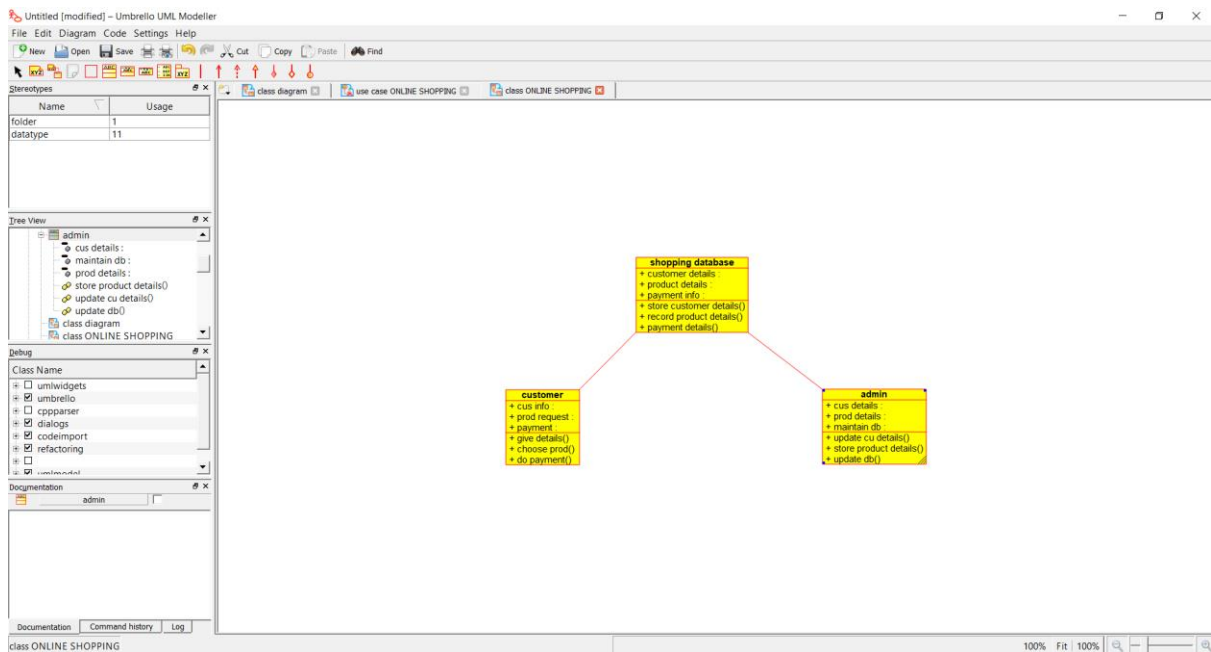 Untitled [modified] – Umbrello UML Modeller
File Edit Diagram Code Settings Help
New Open Save Cut Copy Paste Find
Stereotypes
class diagram
use case ONLINE SHOPPING
class ONLINE SHOPPING
Name Usage
folder 1
datatype 11
Tree View
admin
cus details :
maintain db :
prod details :
store product details()
update cu details()
update db()
class diagram
class ONLINE SHOPPING
Debug
Class Name
umlwidgets
umbrello
cppparser
dialogs
codeimport
refactoring
umlmodel
Documentation
admin
Documentation Command history Log
shopping database
+ customer details :
+ product details :
+ payment info :
+ store customer details()
+ record product details()
+ payment details()
customer
+ cus info :
+ prod request :
+ payment :
+ give details()
+ choose prod()
+ do payment()
admin
+ cus details :
+ prod details :
+ maintain db :
+ update cu details()
+ store product details()
+ update db()
class ONLINE SHOPPING
100% Fit 100%